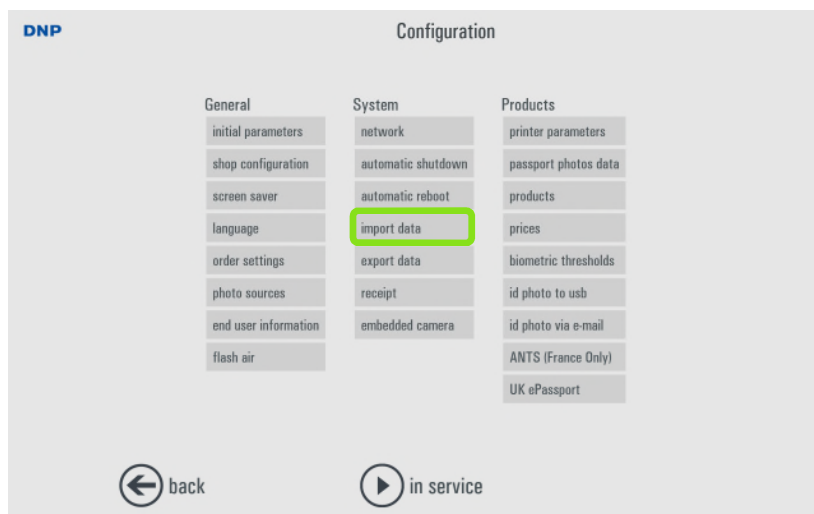 DNP
Configuration
General
initial parameters
shop configuration
screen saver
language
order settings
photo sources
end user information
flash air
System
network
automatic shutdown
automatic reboot
import data
export data
receipt
embedded camera
Products
printer parameters
passport photos data
products
prices
biometric thresholds
id photo to usb
id photo via e-mail
ANTS (France Only)
UK ePassport
back
in service